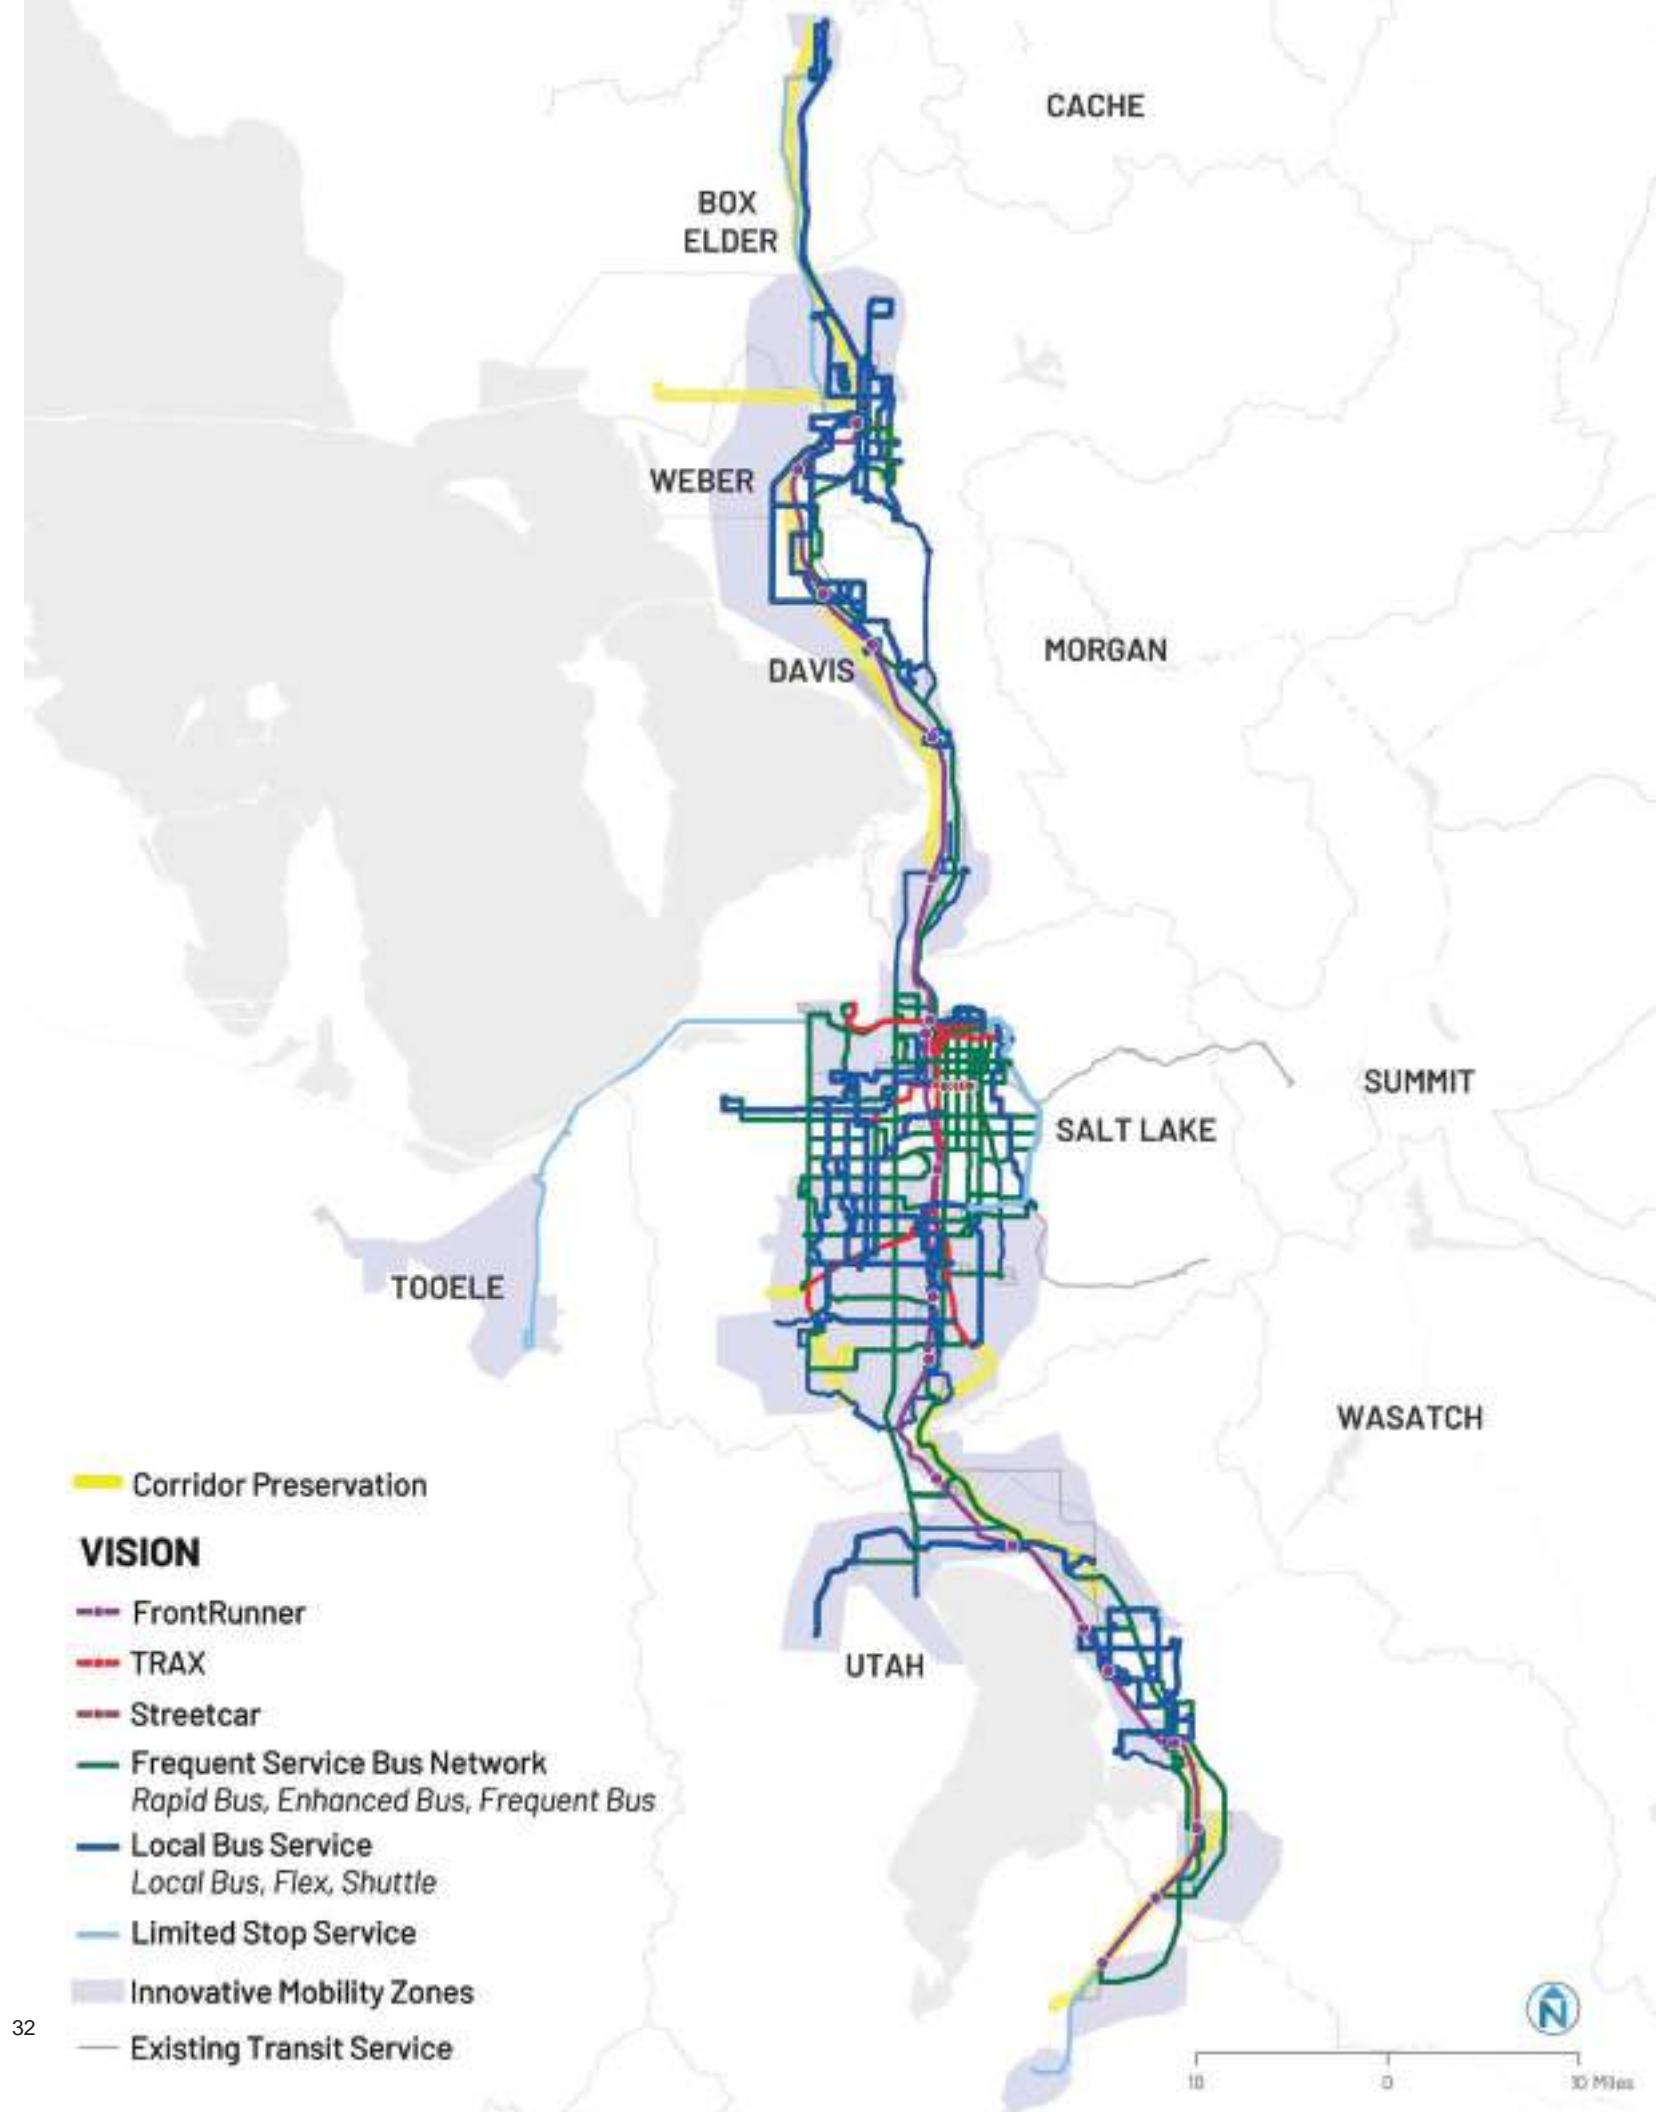 CACHE
BOX
ELDER
WEBER
MORGAN
DAVIS
SUMMIT
SALT LAKE
TOOELE
WASATCH
Corridor Preservation
VISION
FrontRunner
UTAH
TRAX
Streetcar
Frequent Service Bus Network
Rapid Bus, Enhanced Bus, Frequent Bus
Local Bus Service
Local Bus, Flex, Shuttle
Limited Stop Service
Innovative Mobility Zones
N
32
Existing Transit Service
10 0 10 Miles